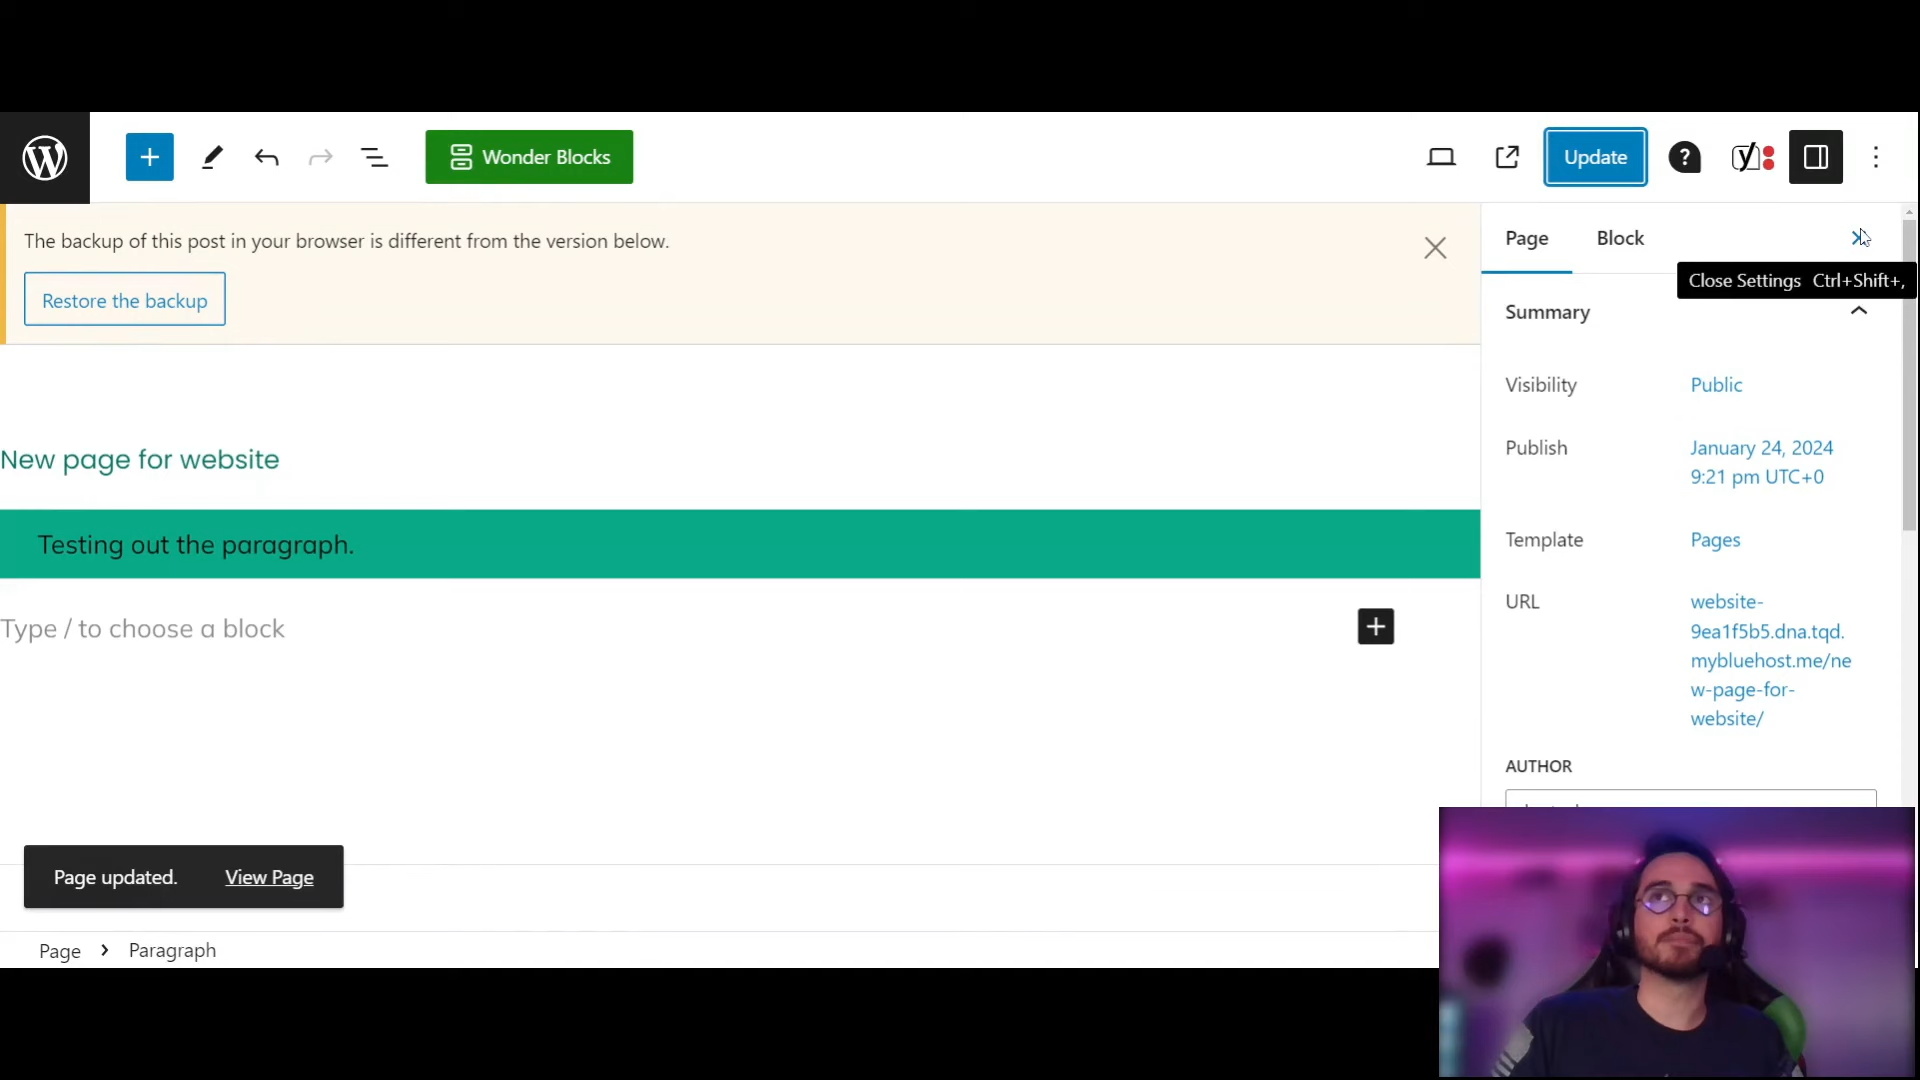 Wonder Blocks
Update
The backup of this post in your browser is different from the version below.
Restore the backup
New page for website
Testing out the paragraph.
Type / to choose a block
Page updated. View Page
Page > Paragraph
Page Block
Close Settings Ctrl+Shift+,
Summary
Visibility Public
Publish January 24, 2024
9:21 pm UTC+0
Template Pages
URL website-
9ea1f5b5.dna.tqd.
mybluehost.me/ne
w-page-for-
website/
AUTHOR